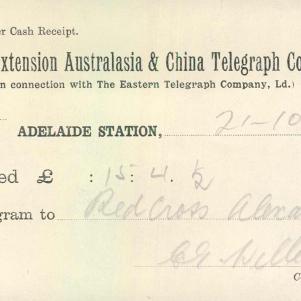 er Cash Receipt.
xtension Australasia & China Telegraph Co
n connection with The Eastern Telegraph Company, Ld.)
ADELAIDE STATION, 21-10
ed £ : 15 : 4. ½
gram to Red Cross Alexa
C